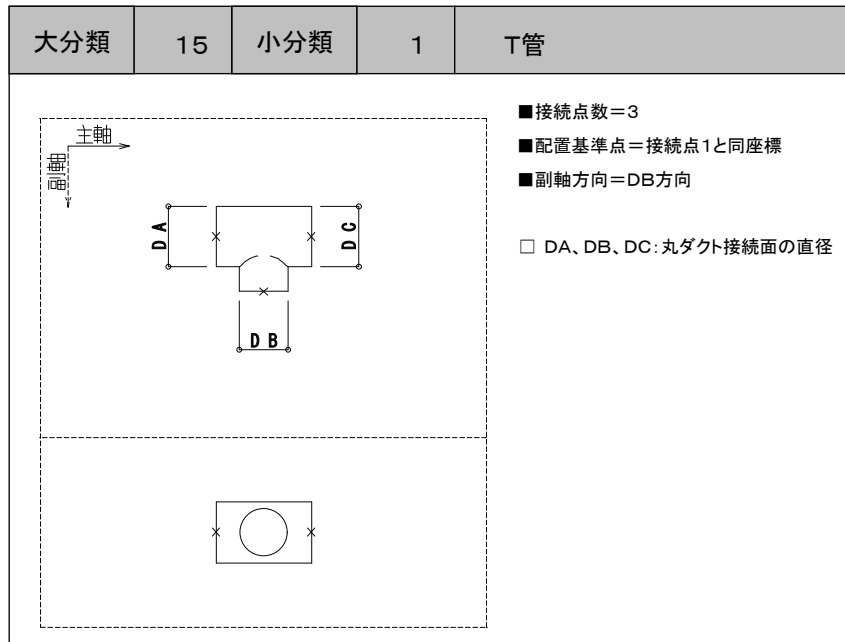 大分類 15 小分類 1 T管
■接続点数=3
■配置基準点=接続点1と同座標
■副軸方向=DB方向
□ DA、DB、DC:丸ダクト接続面の直径
主軸
副軸
DA
DC
DB